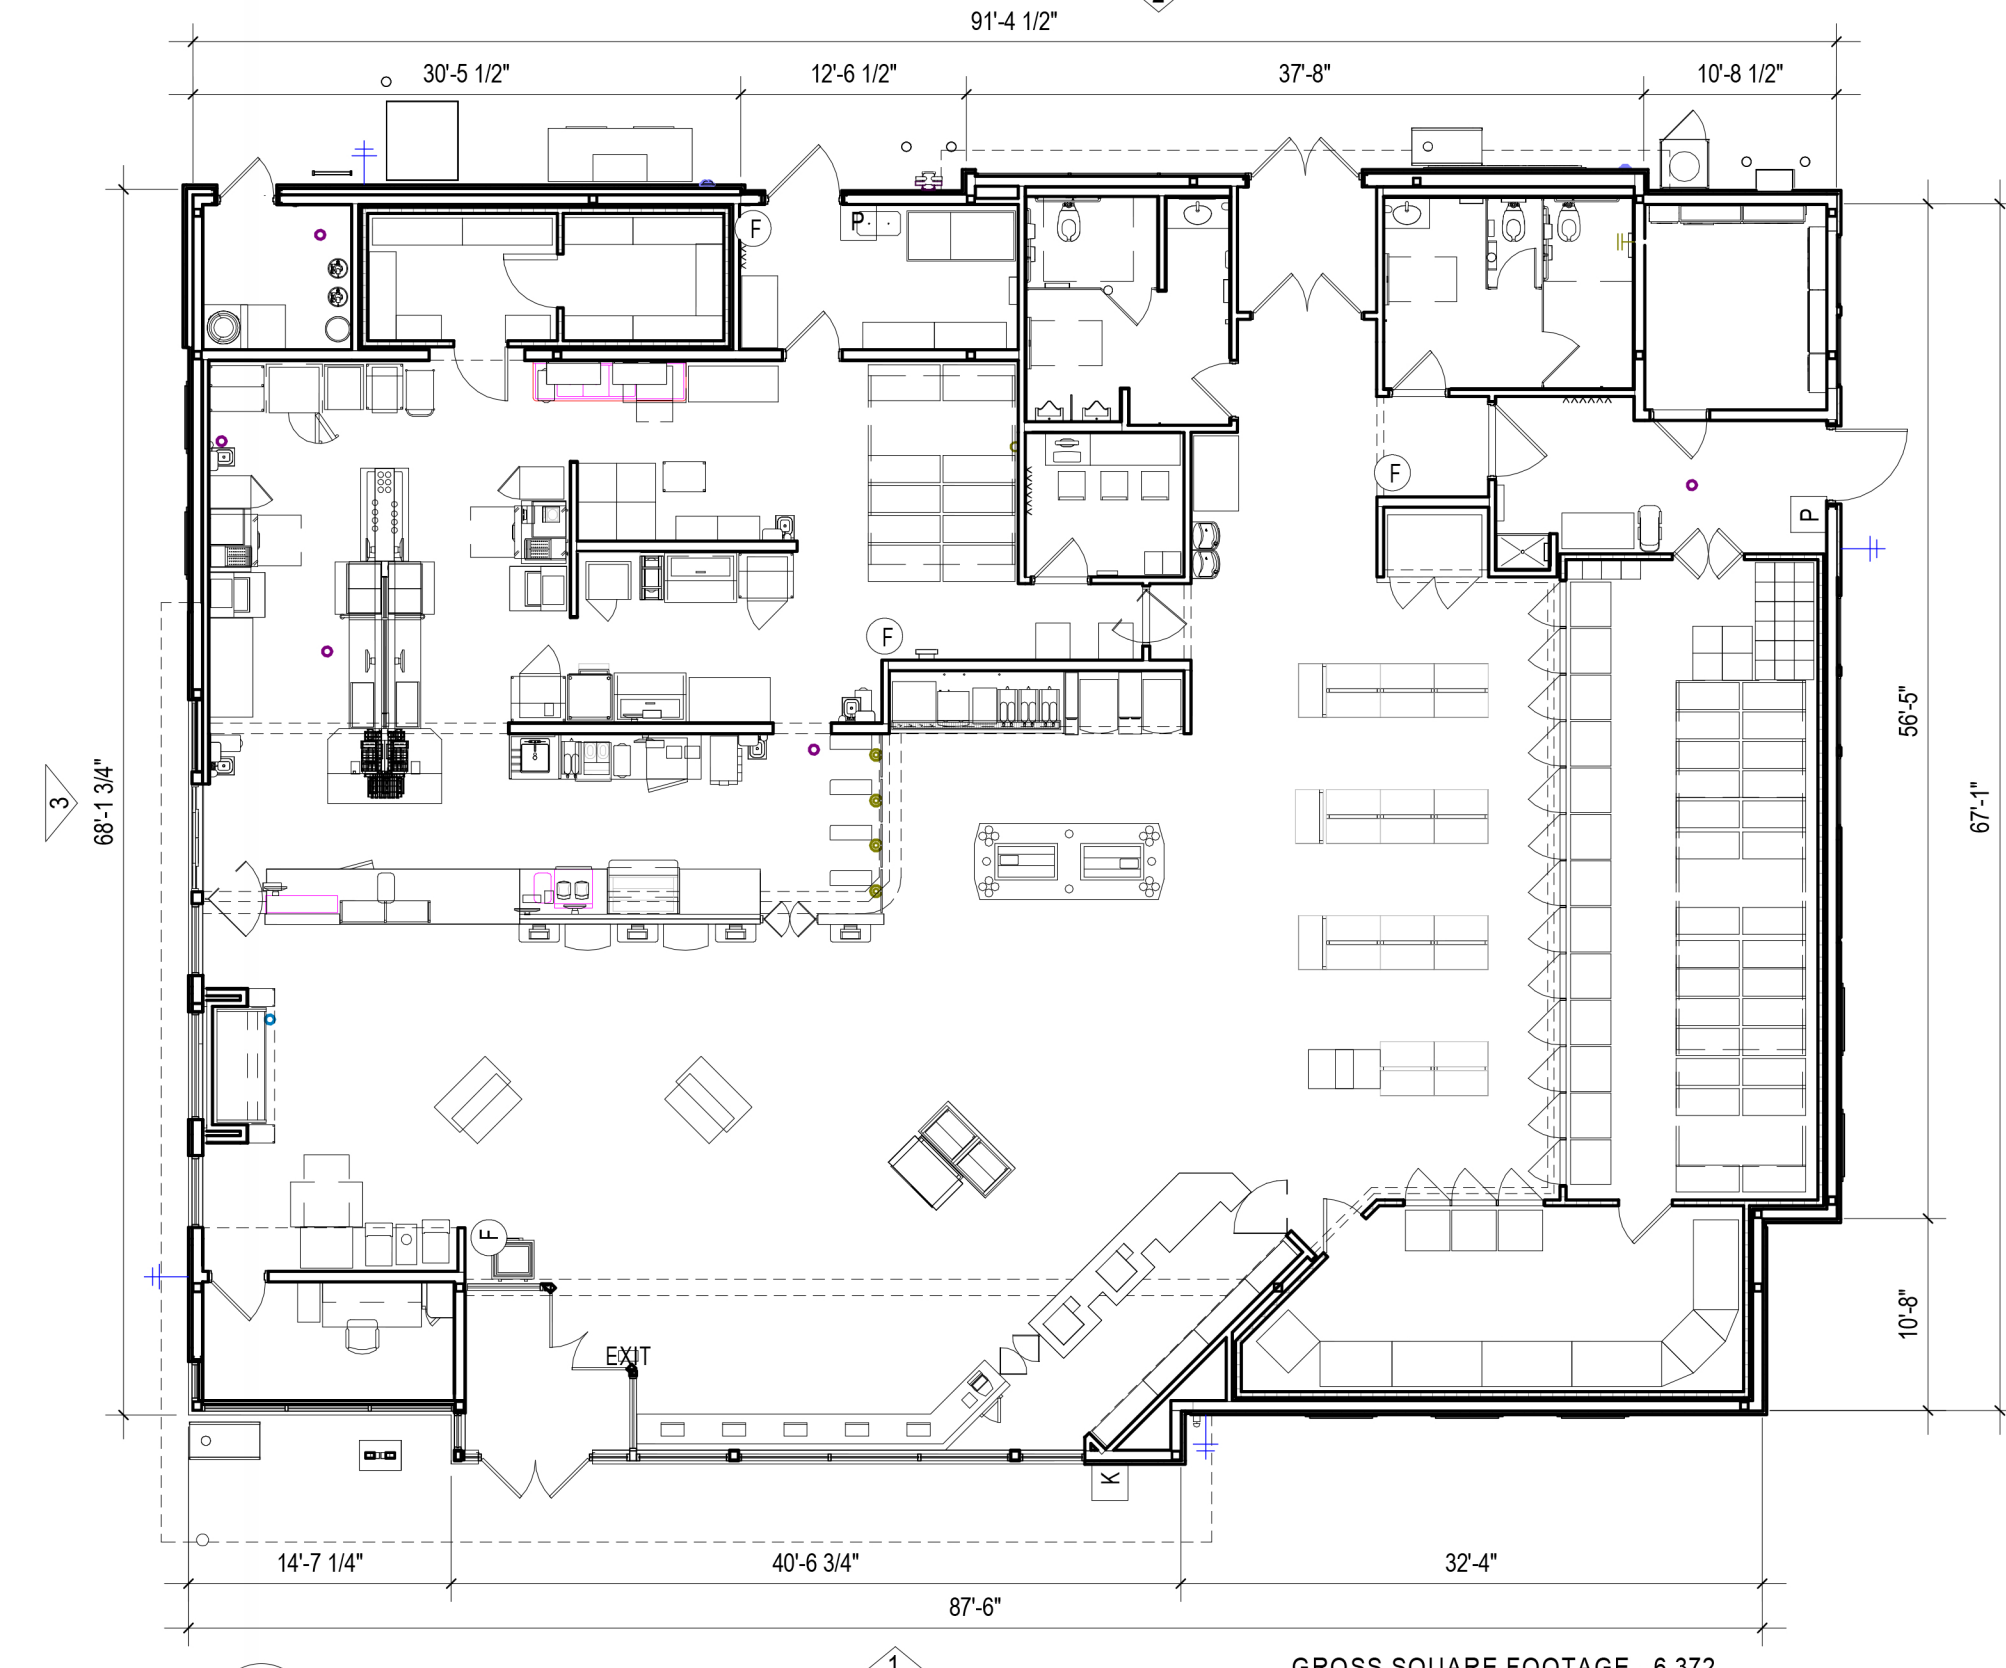 91'-4 1/2"
30'-5 1/2"
12'-6 1/2"
37'-8"
10'-8 1/2"
F
P
F
P
F
56'-5"
67'-1"
68'-1 3/4"
3
F
10'-8"
EXIT
K
14'-7 1/4"
40'-6 3/4"
32'-4"
87'-6"
1
GROSS SQUARE FOOTAGE 6,372